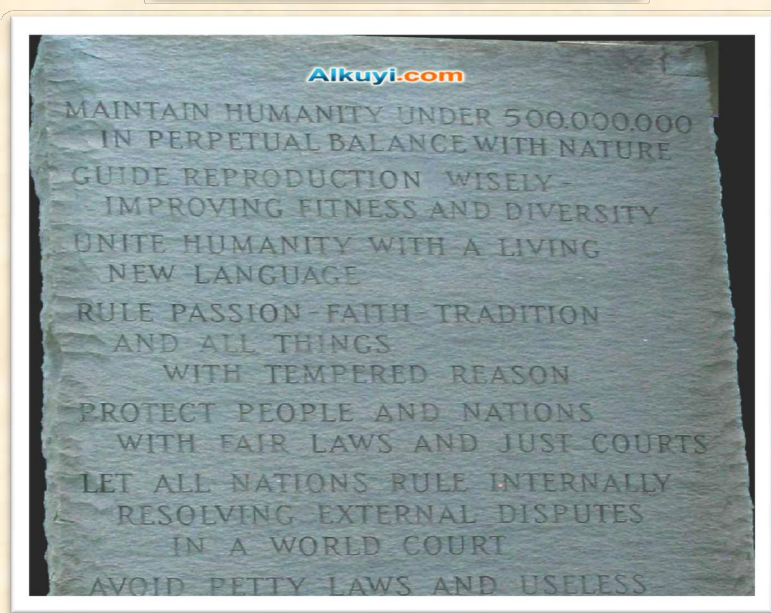 Alkuyi.com
MAINTAIN HUMANITY UNDER 500.000.000
IN PERPETUAL BALANCE WITH NATURE
GUIDE REPRODUCTION WISELY -
IMPROVING FITNESS AND DIVERSITY
UNITE HUMANITY WITH A LIVING
NEW LANGUAGE
RULE PASSION - FAITH - TRADITION
AND ALL THINGS
WITH TEMPERED REASON
PROTECT PEOPLE AND NATIONS
WITH FAIR LAWS AND JUST COURTS
LET ALL NATIONS RULE INTERNALLY
RESOLVING EXTERNAL DISPUTES
IN A WORLD COURT
AVOID PETTY LAWS AND USELESS